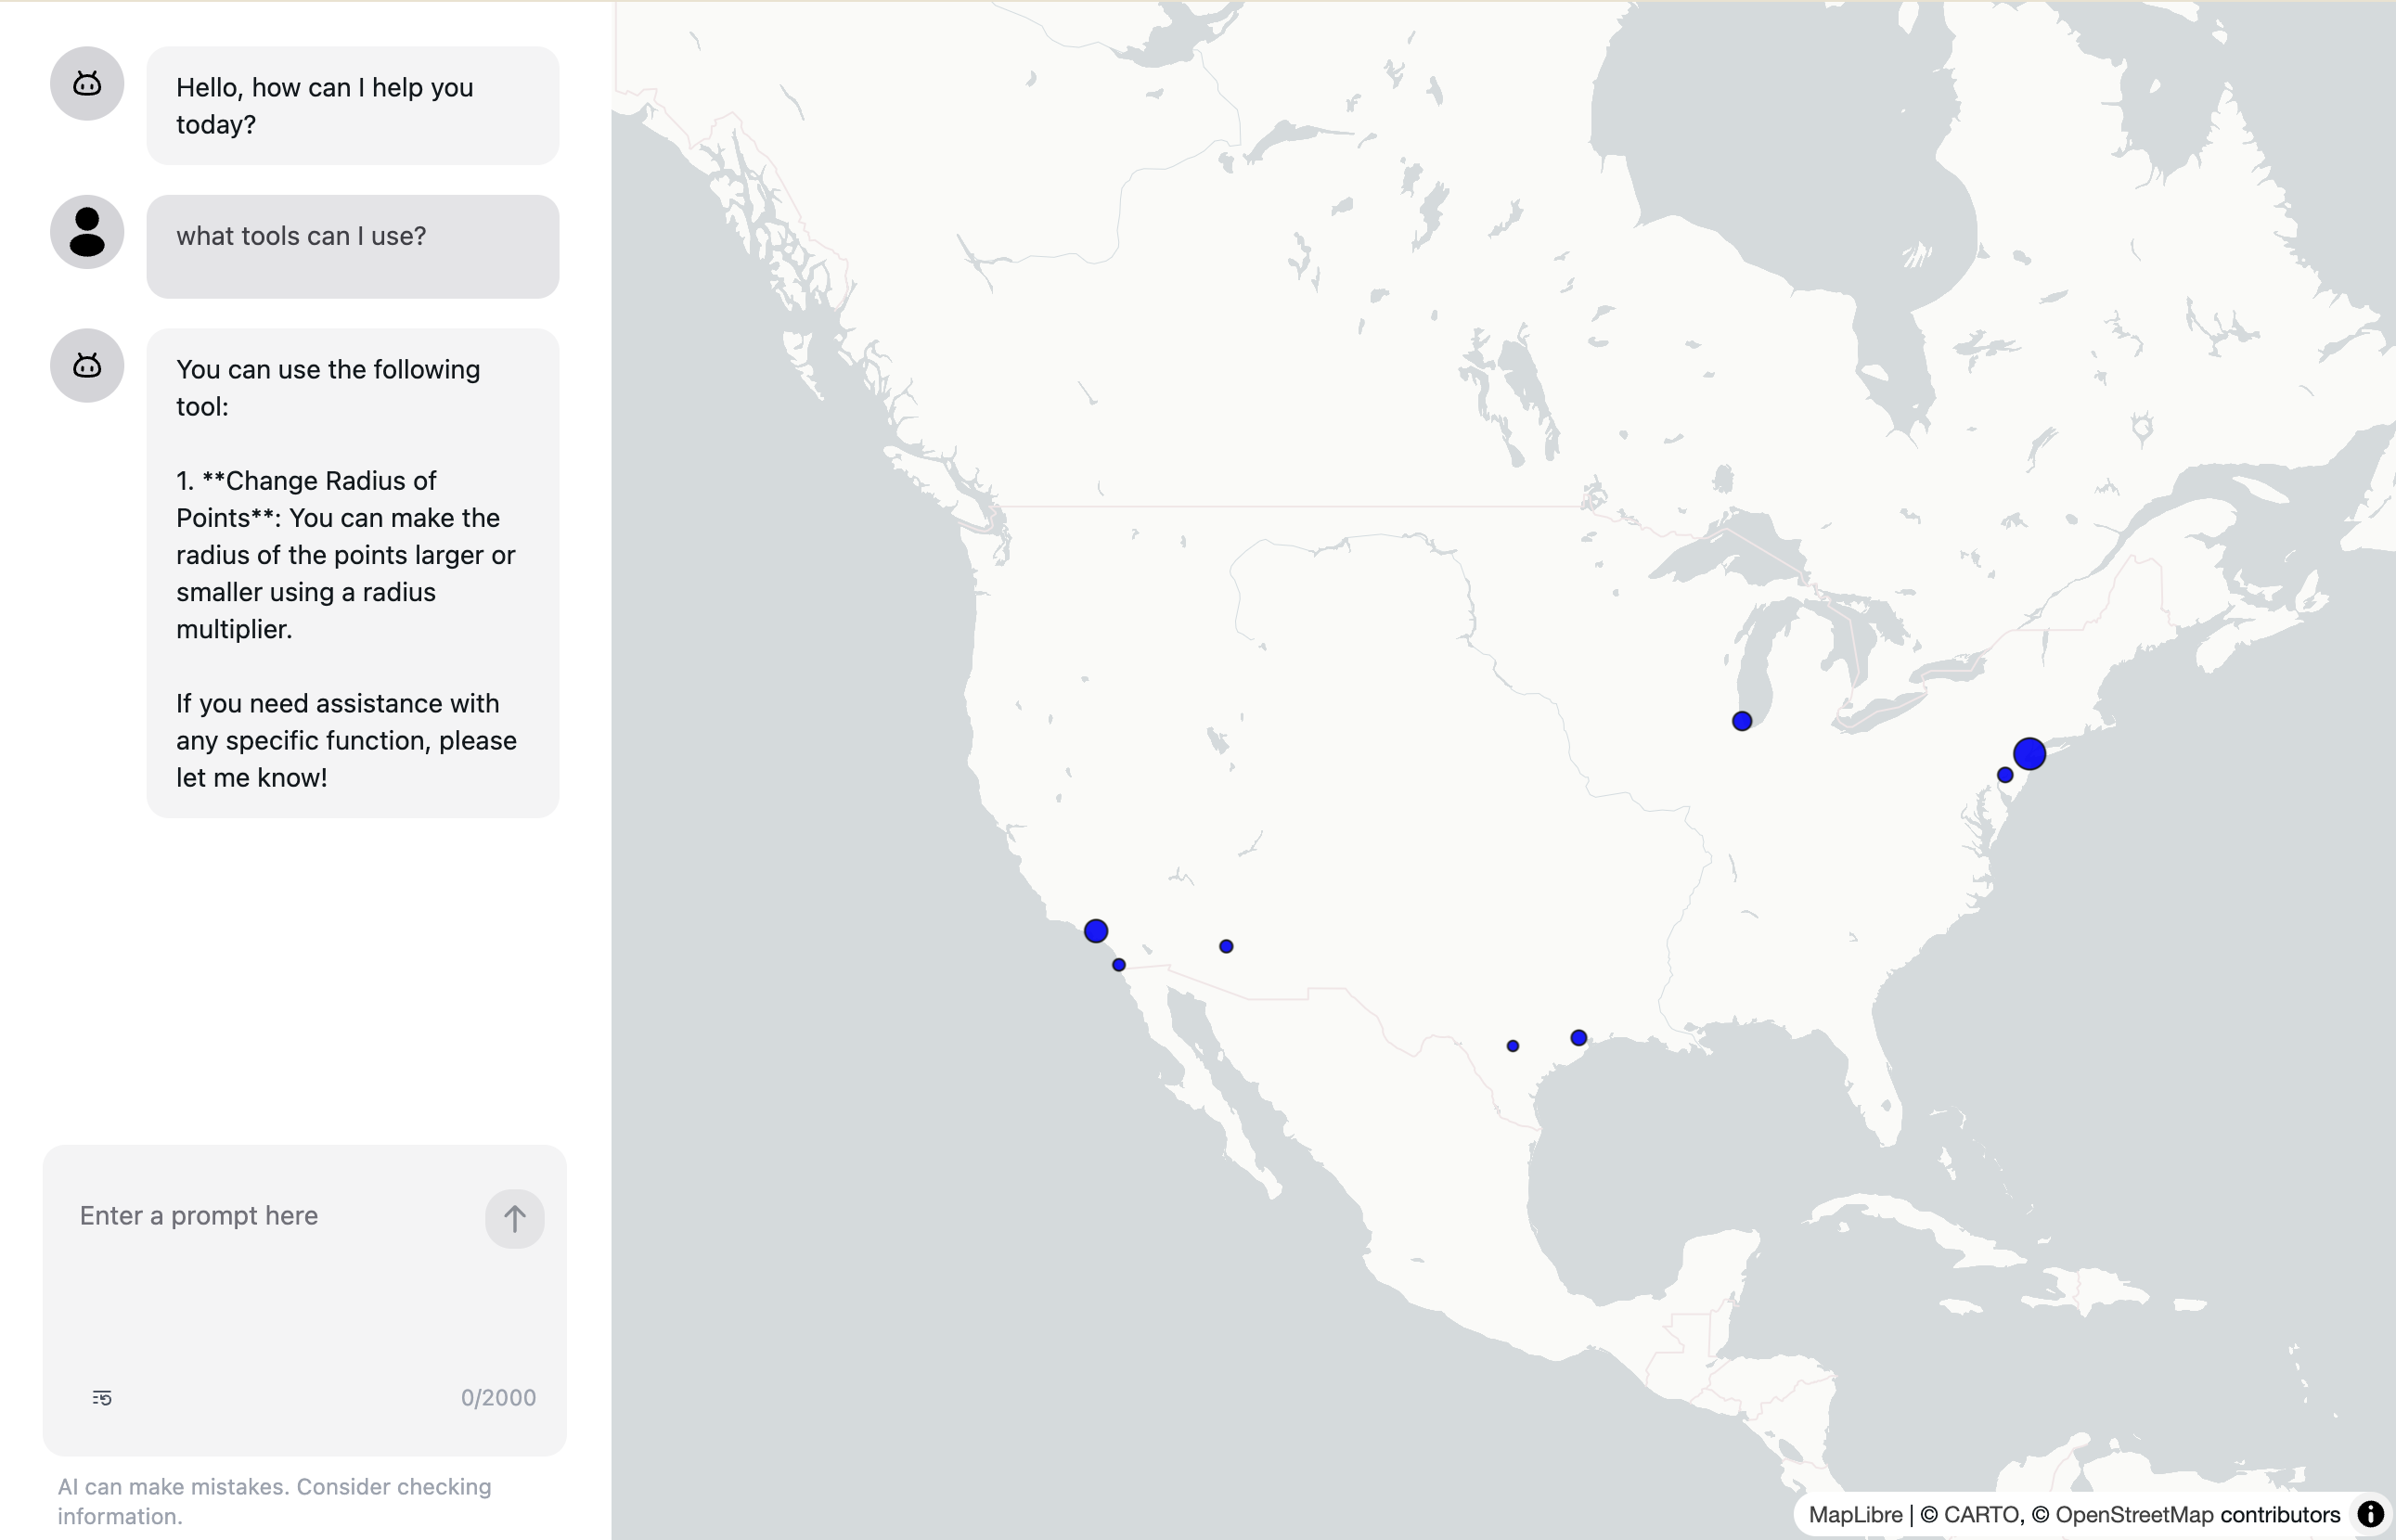 Hello, how can I help you
today?
what tools can I use?
You can use the following
tool:
1. **Change Radius of
Points**: You can make the
radius of the points larger or
smaller using a radius
multiplier.
If you need assistance with
any specific function, please
let me know!
Enter a prompt here
0/2000
AI can make mistakes. Consider checking
information.
MapLibre | © CARTO, © OpenStreetMap contributors